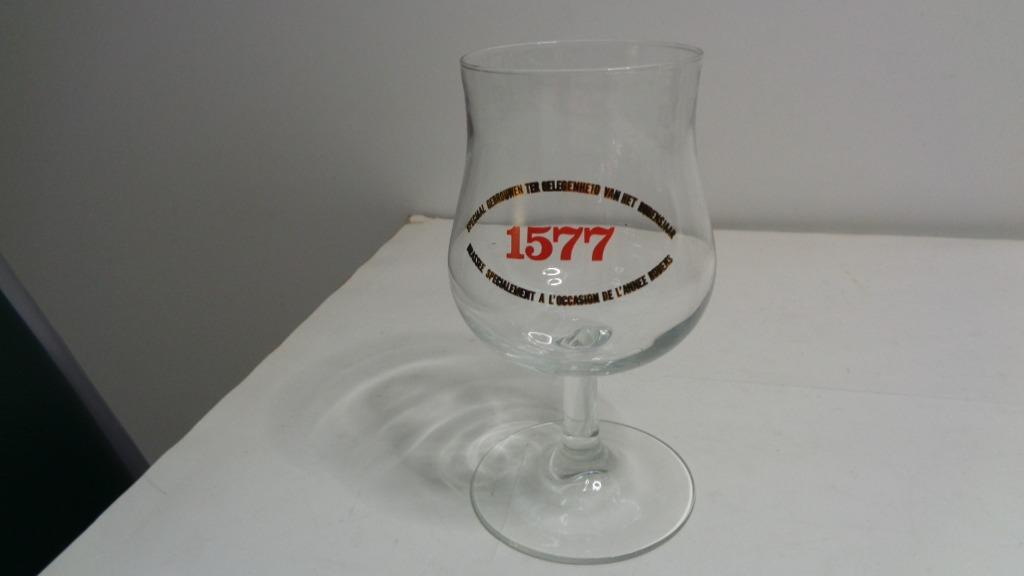 SPECIAAL GEBROUWEN TER GELEGENHEID VAN HET RUBENSJAAR
1577
BRASSEE SPECIALEMENT A L'OCCASION DE L'ANNEE RUBENS